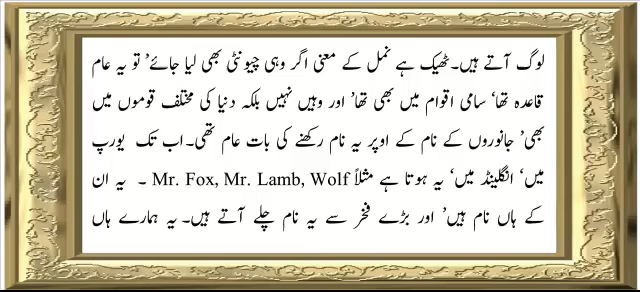 لوگ آتے ہیں۔ٹھیک ہے نمل کے معنی اگر وہی چیونٹی بھی لیا جائے’ تو یہ عام
قاعدہ تھا‘ سامی اقوام میں بھی تھا’ اور وہیں نہیں بلکہ دنیا کی مختلف قوموں میں
بھی’ جانوروں کے نام کے اوپر یہ نام رکھنے کی بات عام تھی۔اب تک یورپ
میں‘ انگلینڈ میں‘ یہ ہوتا ہے مثلاً Mr. Fox, Mr. Lamb, Wolf ۔ یہ ان
کے ہاں نام ہیں’ اور بڑے فخر سے یہ نام چلے آتے ہیں۔ یہ ہمارے ہاں